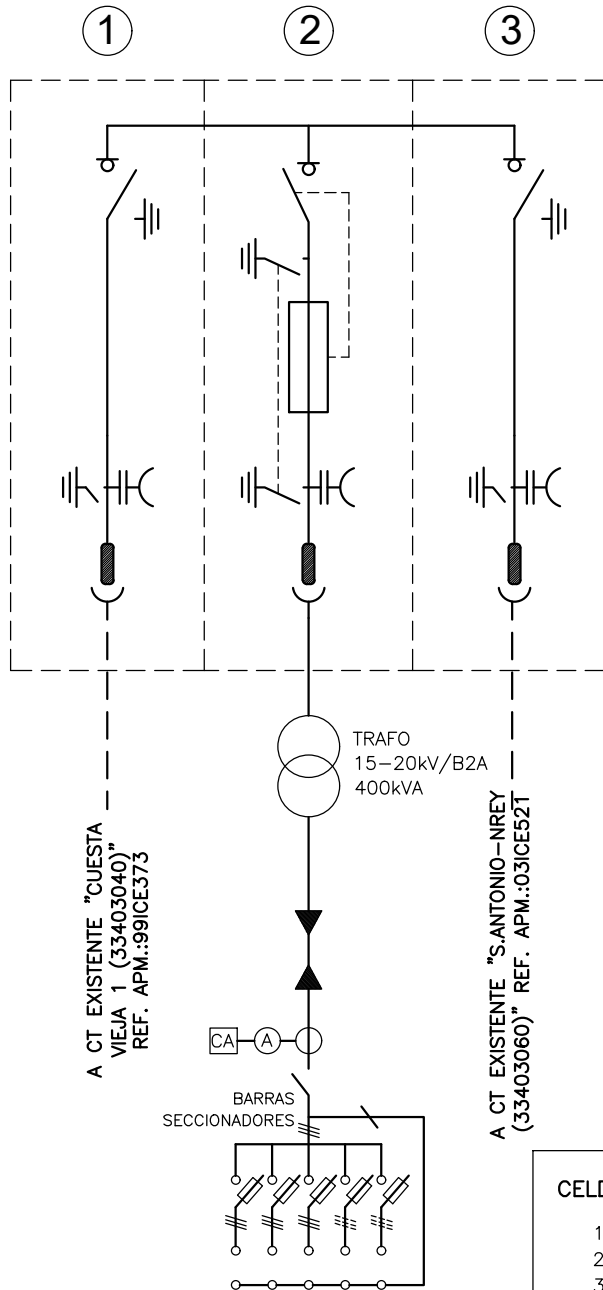 1
2
3
TRAFO
15-20kV/B2A
400kVA
A CT EXISTENTE "CUESTA
VIEJA 1 (33403040)"
REF. APM.:99ICE373
A CT EXISTENTE "S.ANTONIO-NREY
(33403060)" REF. APM.:03ICE521
CA
A
BARRAS
SECCIONADORES
CELD
1
2
3